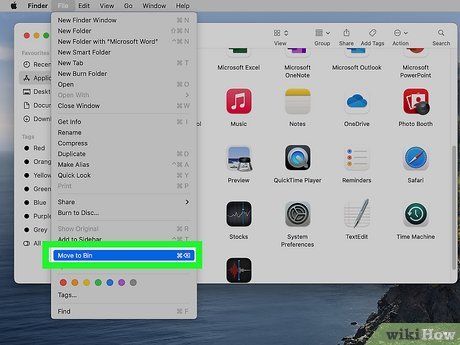 Finder File Edit View Go Window Help
New Finder Window ⌘N
New Folder ⇧⌘N
New Folder with "Microsoft Word" ^⌘N
New Smart Folder
New Tab ⌘T
New Burn Folder
Open ⌘O
Open With
Close Window ⌘W
Get Info ⌘I
Rename
Compress
Duplicate ⌘D
Make Alias ^⌘A
Quick Look ⌘Y
Print ⌘P
Share
Burn to Disc...
Show Original ⌘R
Add to Sidebar ^⌘T
Move to Bin ⌘⌫
Tags...
Find ⌘F
Favourites
Recen
Applic
Deskt
Docum
Downl
Tags
Red
Orang
Yellow
Green
Blue
Purple
Grey
All
View Group Share Add Tags Action Search
Microsoft Excel Microsoft OneNote Microsoft Outlook Microsoft PowerPoint
Music Notes OneDrive Photo Booth
Preview QuickTime Player Reminders Safari
Stocks System Preferences TextEdit Time Machine
wikiHow